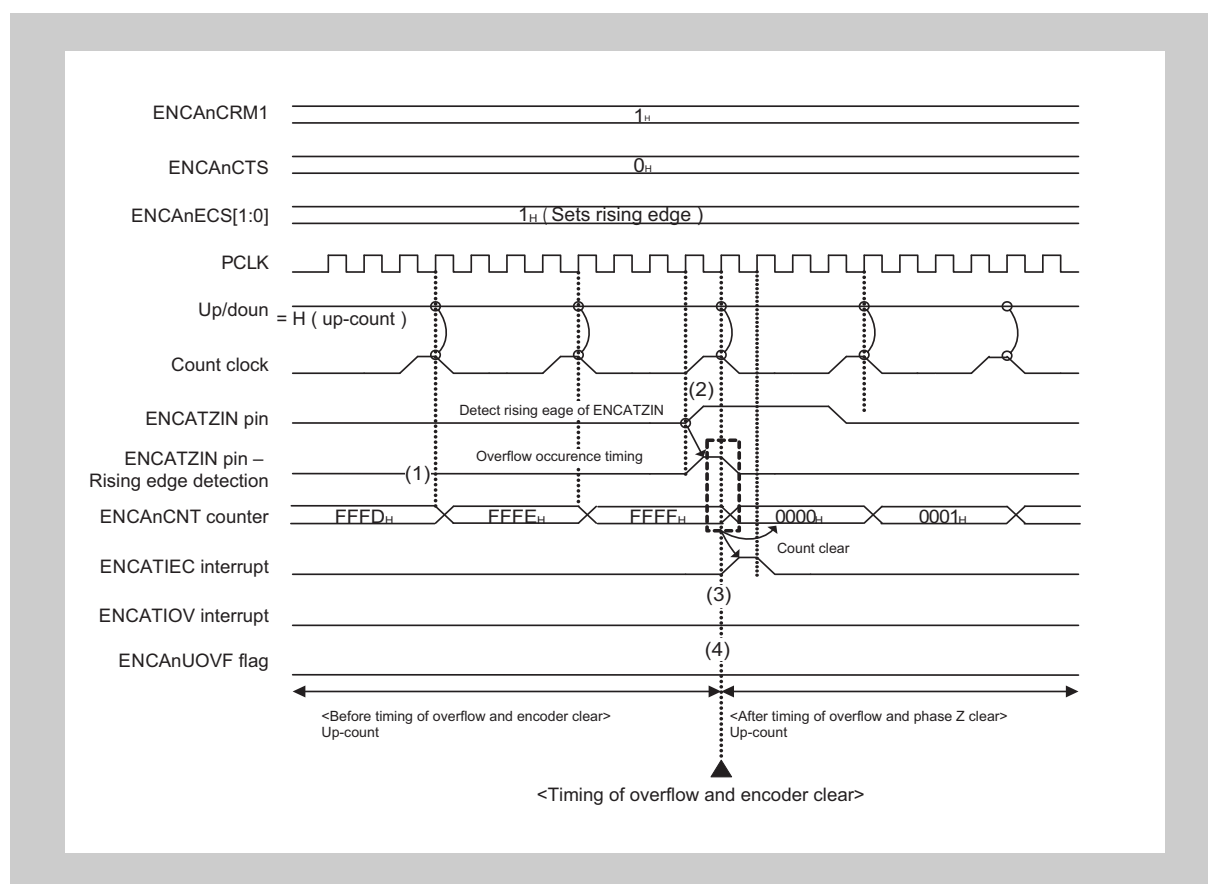 ENCAnCRM1
1H
ENCAnCTS
0H
ENCAnECS[1:0]
1H ( Sets rising edge )
PCLK
Up/doun
= H ( up-count )
Count clock
(2)
ENCATZIN pin
Detect rising eage of ENCATZIN
ENCATZIN pin –
Rising edge detection
(1)
Overflow occurence timing
ENCAnCNT counter
FFFDH
FFFEH
FFFFH
0000H
0001H
Count clear
ENCATIEC interrupt
(3)
ENCATIOV interrupt
(4)
ENCAnUOVF flag
<Before timing of overflow and encoder clear>
Up-count
<After timing of overflow and phase Z clear>
Up-count
<Timing of overflow and encoder clear>